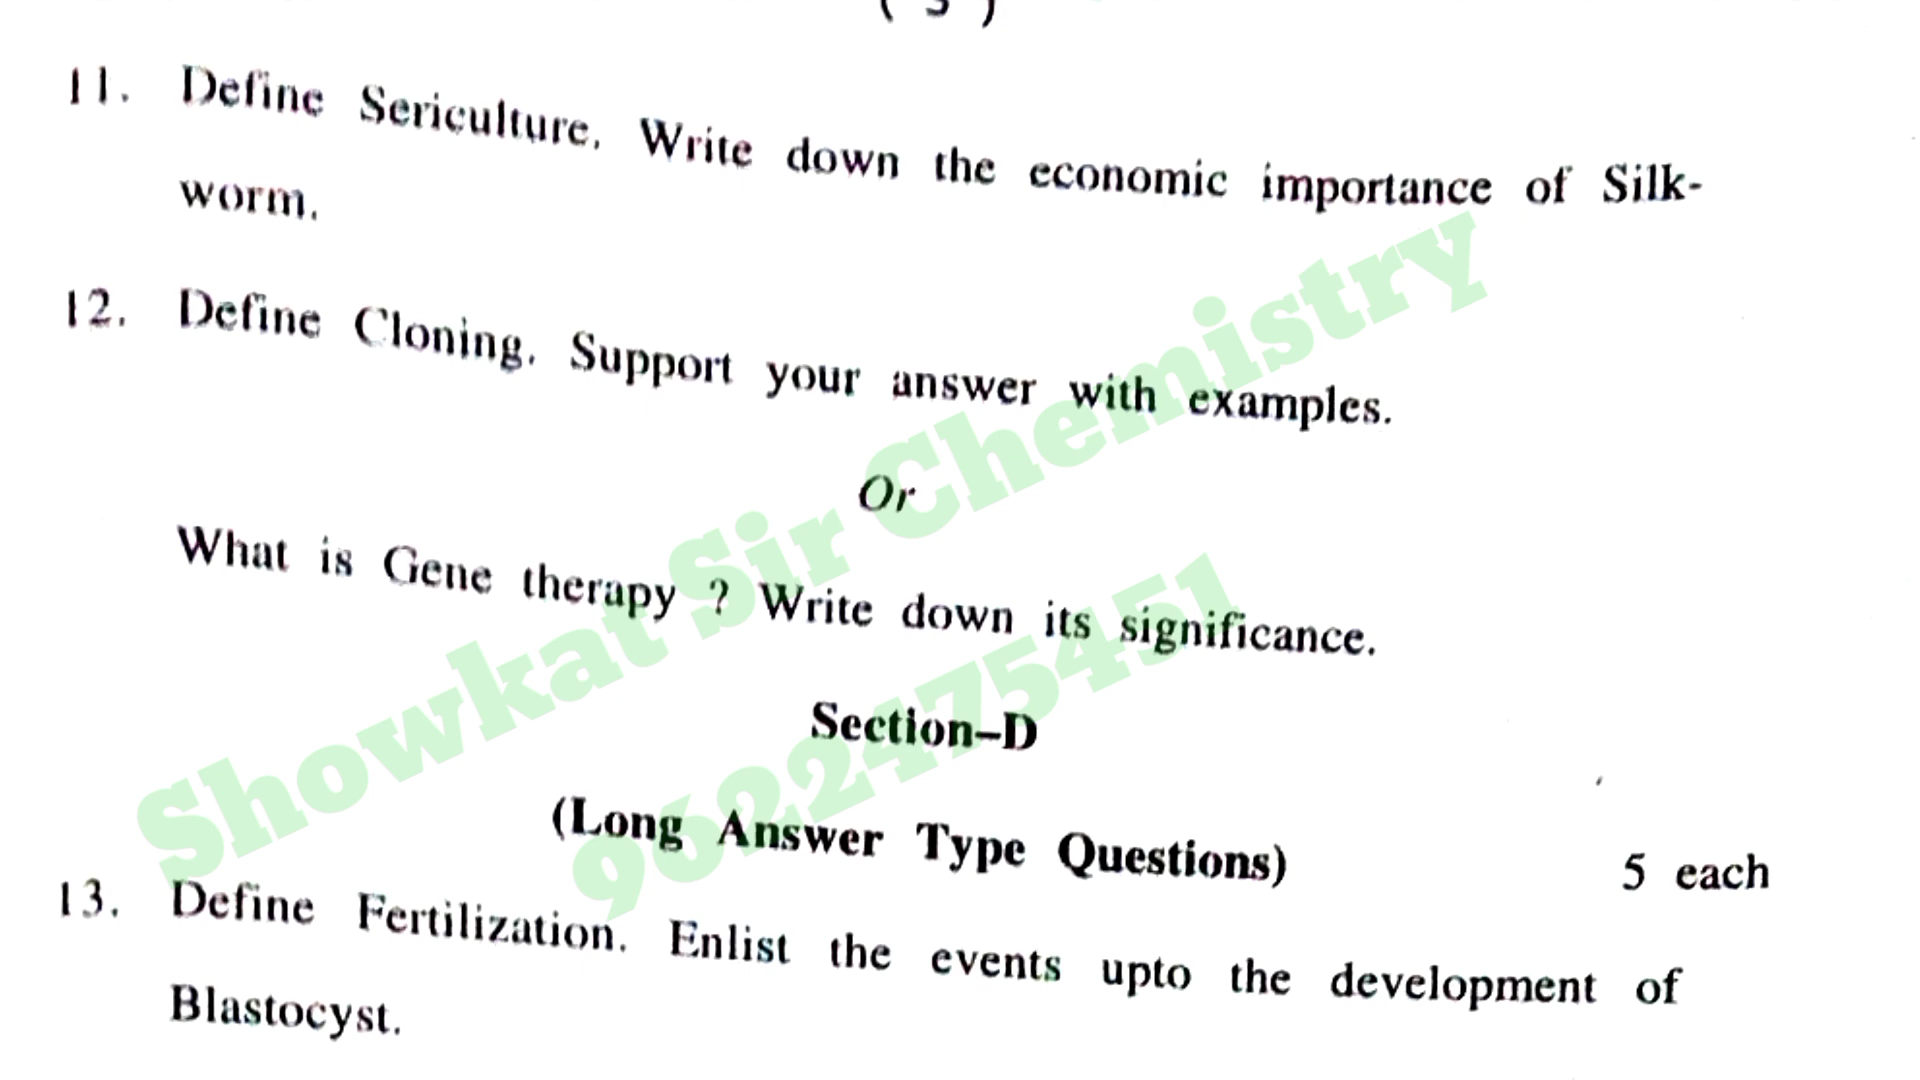 ( 3 )
11. Define Sericulture. Write down the economic importance of Silk-
worm.
12. Define Cloning. Support your answer with examples.
Or
What is Gene therapy ? Write down its significance.
Section–D
(Long Answer Type Questions)
5 each
13. Define Fertilization. Enlist the events upto the development of
Blastocyst.
Showkat Sir Chemistry
9622475451